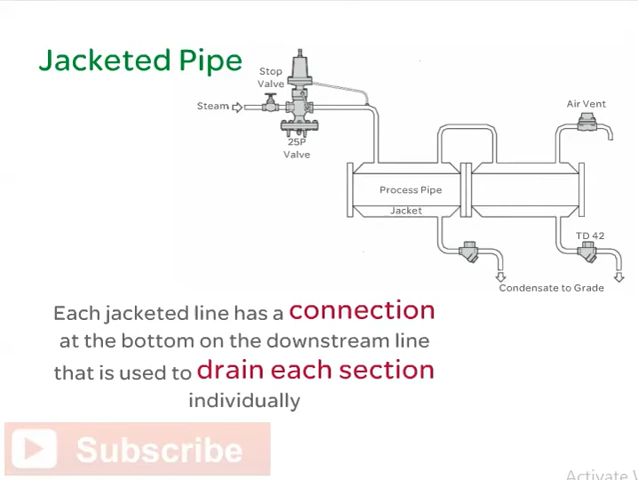 Jacketed Pipe
Stop
Valve
Steam
25P
Valve
Air Vent
Process Pipe
Jacket
TD 42
Condensate to Grade
Each jacketed line has a connection
at the bottom on the downstream line
that is used to drain each section
individually
Subscribe
Activate